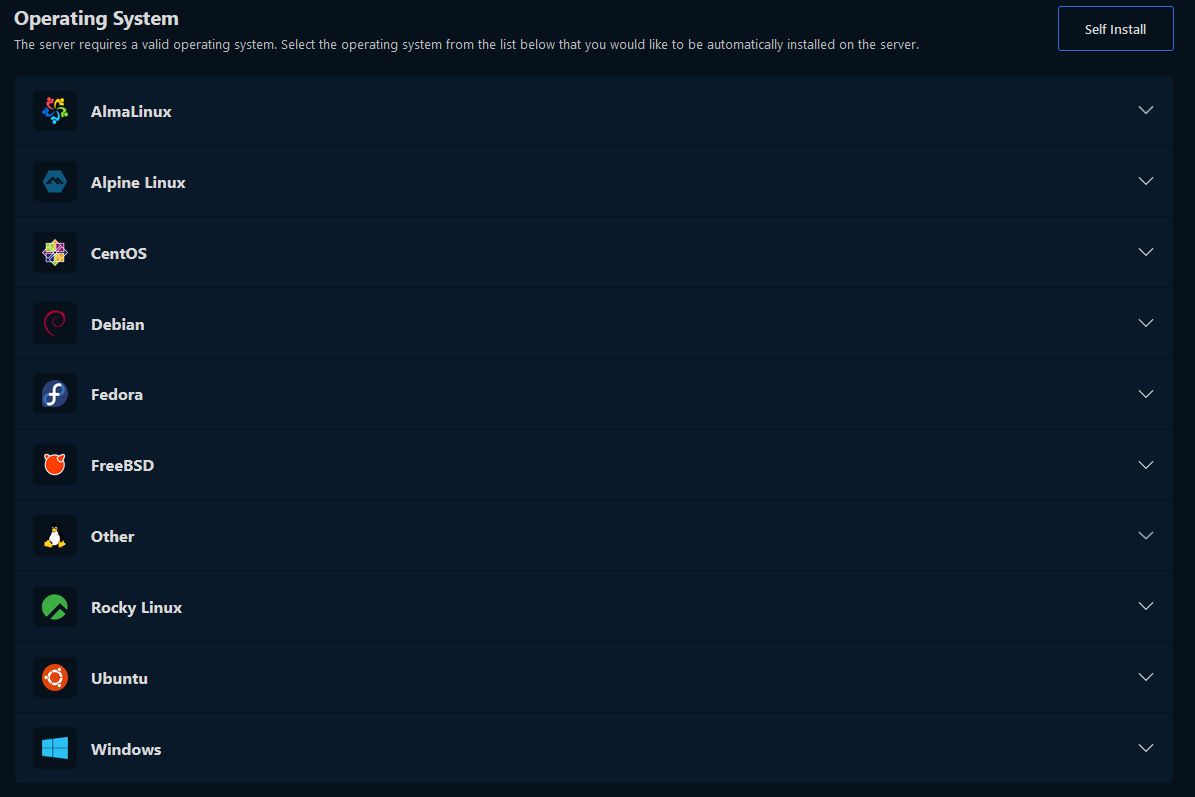 Operating System
Self Install
The server requires a valid operating system. Select the operating system from the list below that you would like to be automatically installed on the server.
AlmaLinux
Alpine Linux
CentOS
Debian
Fedora
FreeBSD
Other
Rocky Linux
Ubuntu
Windows